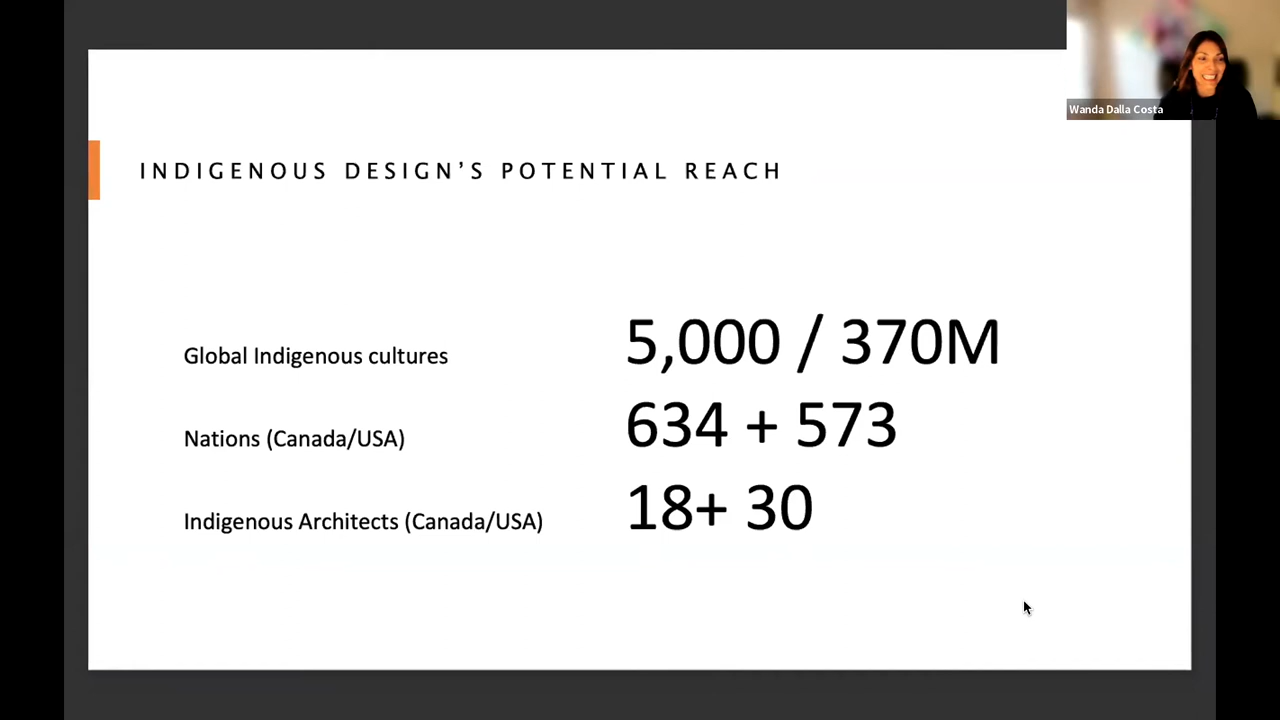 Wanda Dalla Costa
INDIGENOUS DESIGN’S POTENTIAL REACH
Global Indigenous cultures 5,000 / 370M
Nations (Canada/USA) 634 + 573
Indigenous Architects (Canada/USA) 18+ 30